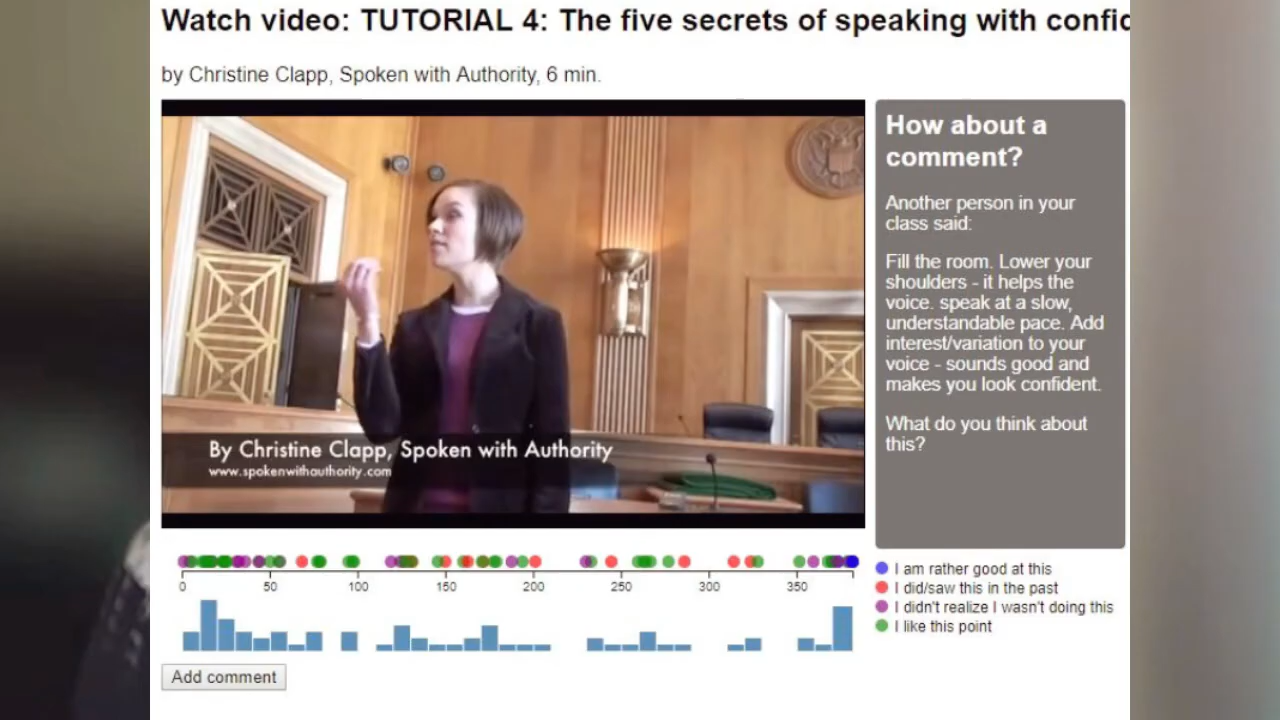 Watch video: TUTORIAL 4: The five secrets of speaking with
by Christine Clapp, Spoken with Authority, 6 min.
How about a
comment?
Another person in your
class said:
Fill the room. Lower your
shoulders - it helps the
voice. speak at a slow,
understandable pace. Add
interest/variation to your
voice - sounds good and
makes you look confident.
What do you think about
this?
By Christine Clapp, Spoken with Authority
www.spokenwithauthority.com
0 50 100 150 200 250 300 350
I am rather good at this
I did/saw this in the past
I didn't realize I wasn't doing this
I like this point
Add comment